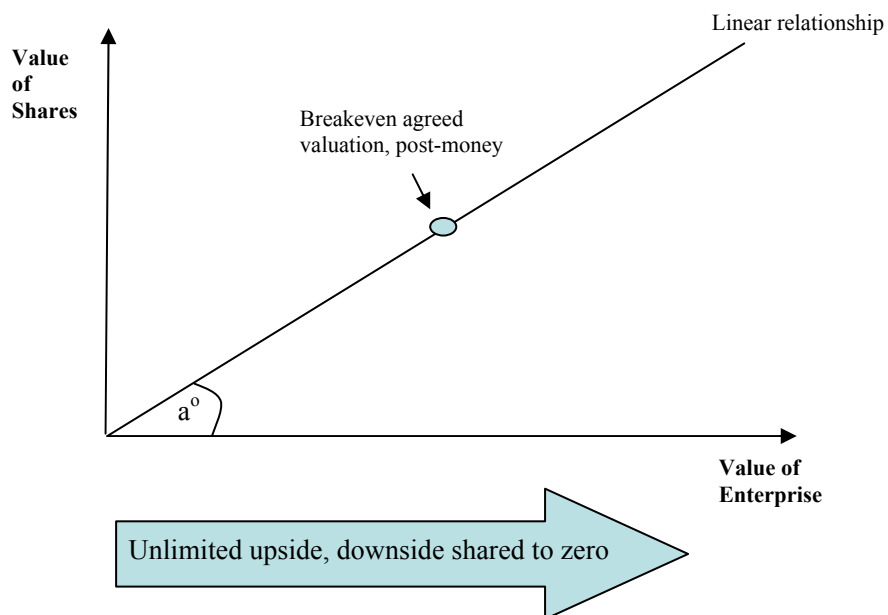 Linear relationship
Value
of
Shares
Breakeven agreed
valuation, post-money
a°
Value of
Enterprise
Unlimited upside, downside shared to zero